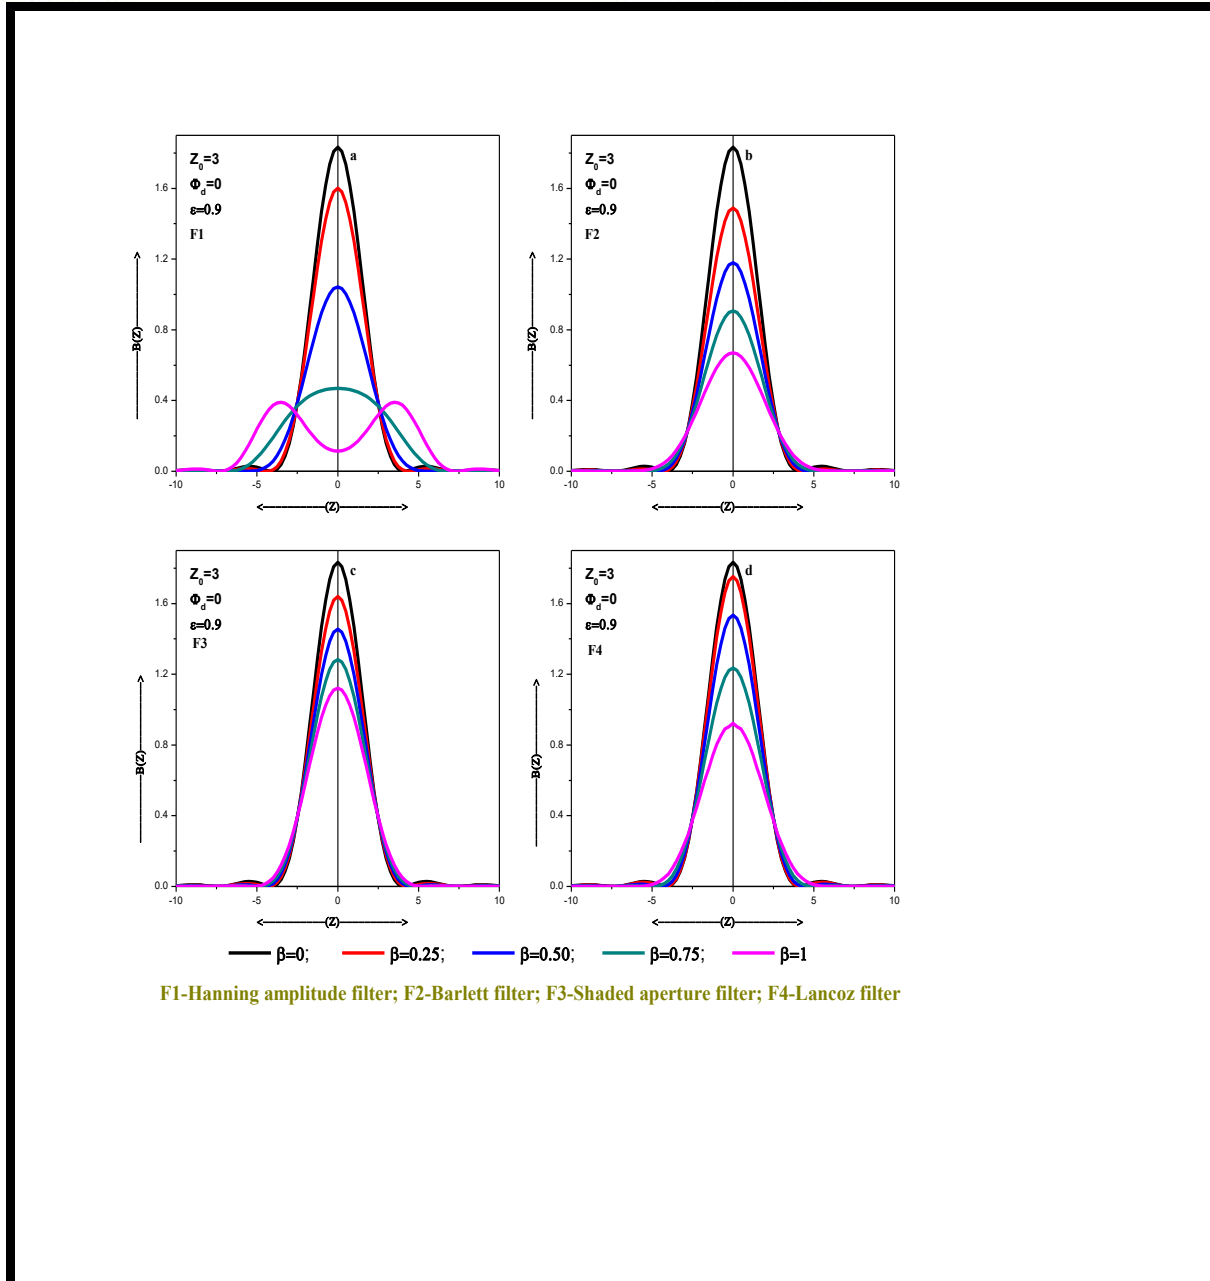 a
Z0=3
Φd=0
ε=0.9
F1
1.6
1.2
0.8
0.4
0.0
-10 -5 0 5 10
B(Z)
<------------(Z)------------>
b
Z0=3
Φd=0
ε=0.9
F2
1.6
1.2
0.8
0.4
0.0
-10 -5 0 5 10
B(Z)
<------------(Z)------------>
c
Z0=3
Φd=0
ε=0.9
F3
1.6
1.2
0.8
0.4
0.0
-10 -5 0 5 10
B(Z)
<------------(Z)------------>
d
Z0=3
Φd=0
ε=0.9
F4
1.6
1.2
0.8
0.4
0.0
-10 -5 0 5 10
B(Z)
<------------(Z)------------>
β=0; β=0.25; β=0.50; β=0.75; β=1
F1-Hanning amplitude filter; F2-Barlett filter; F3-Shaded aperture filter; F4-Lancoz filter